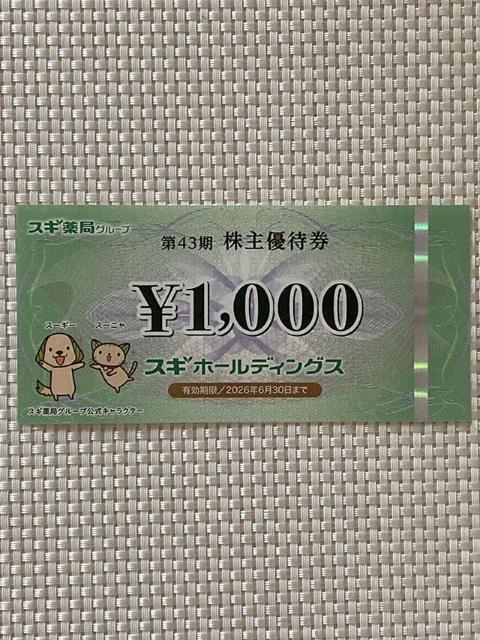 スギ薬局グループ
第43期 株主優待券
¥1,000
スーギー スーニャ
スギホールディングス
有効期限／2026年6月30日まで
スギ薬局グループ公式キャラクター